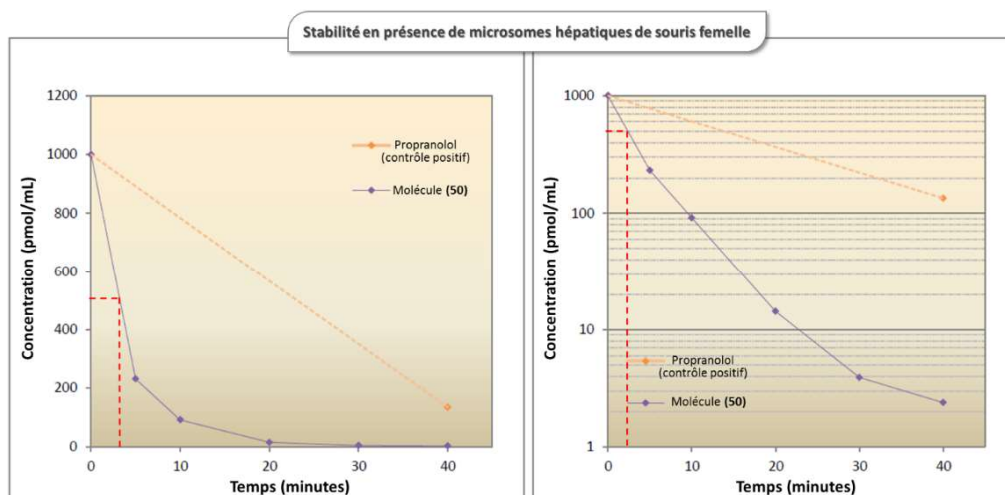 Stabilité en présence de microsomes hépatiques de souris femelle
Concentration (pmol/mL)
1200
1000
800
600
400
200
0
0 10 20 30 40
Temps (minutes)
Propranolol
(contrôle positif)
Molécule (50)
Concentration (pmol/mL)
1000
100
10
1
0 10 20 30 40
Temps (minutes)
Propranolol
(contrôle positif)
Molécule (50)